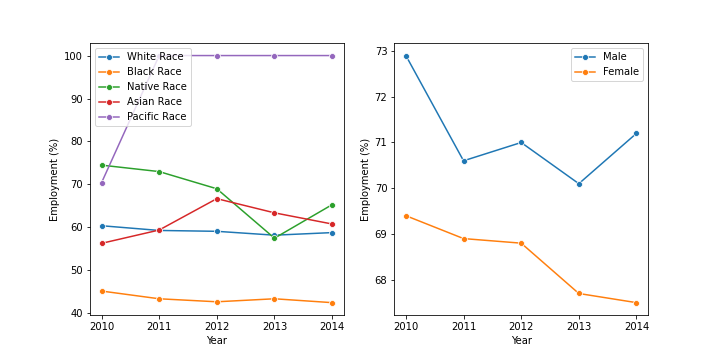 100
90
80
70
60
50
40
Employment (%)
2010 2011 2012 2013 2014
Year
White Race
Black Race
Native Race
Asian Race
Pacific Race
73
72
71
70
69
68
Employment (%)
2010 2011 2012 2013 2014
Year
Male
Female